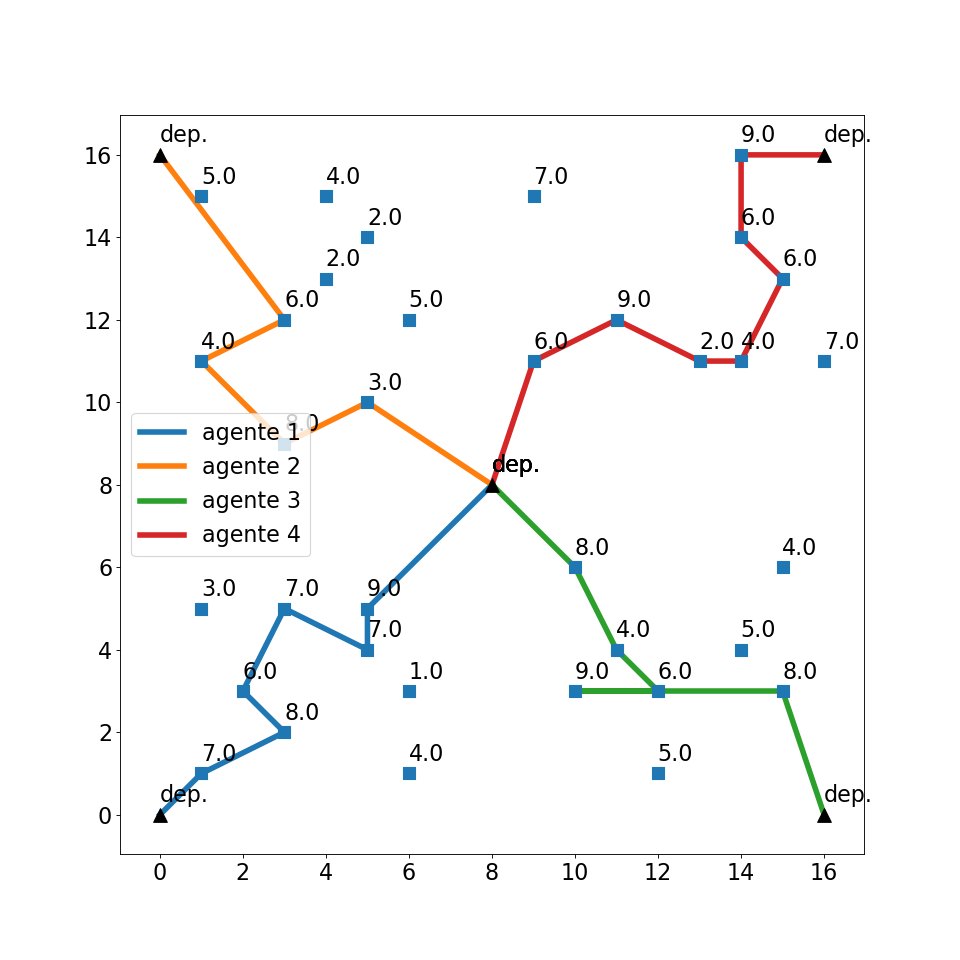 9.0 dep.
dep.
16
5.0 4.0 7.0
2.0 6.0
14
2.0 6.0
6.0 5.0 9.0
12
4.0 6.0 2.0 4.0 7.0
3.0
10
8.0
agente 1
agente 2
agente 3
agente 4
dep.
8
8.0 4.0
6
3.0 7.0 9.0
7.0 4.0 5.0
4
6.0 1.0 9.0 6.0 8.0
8.0
2
7.0 4.0 5.0
dep. dep.
0
0 2 4 6 8 10 12 14 16